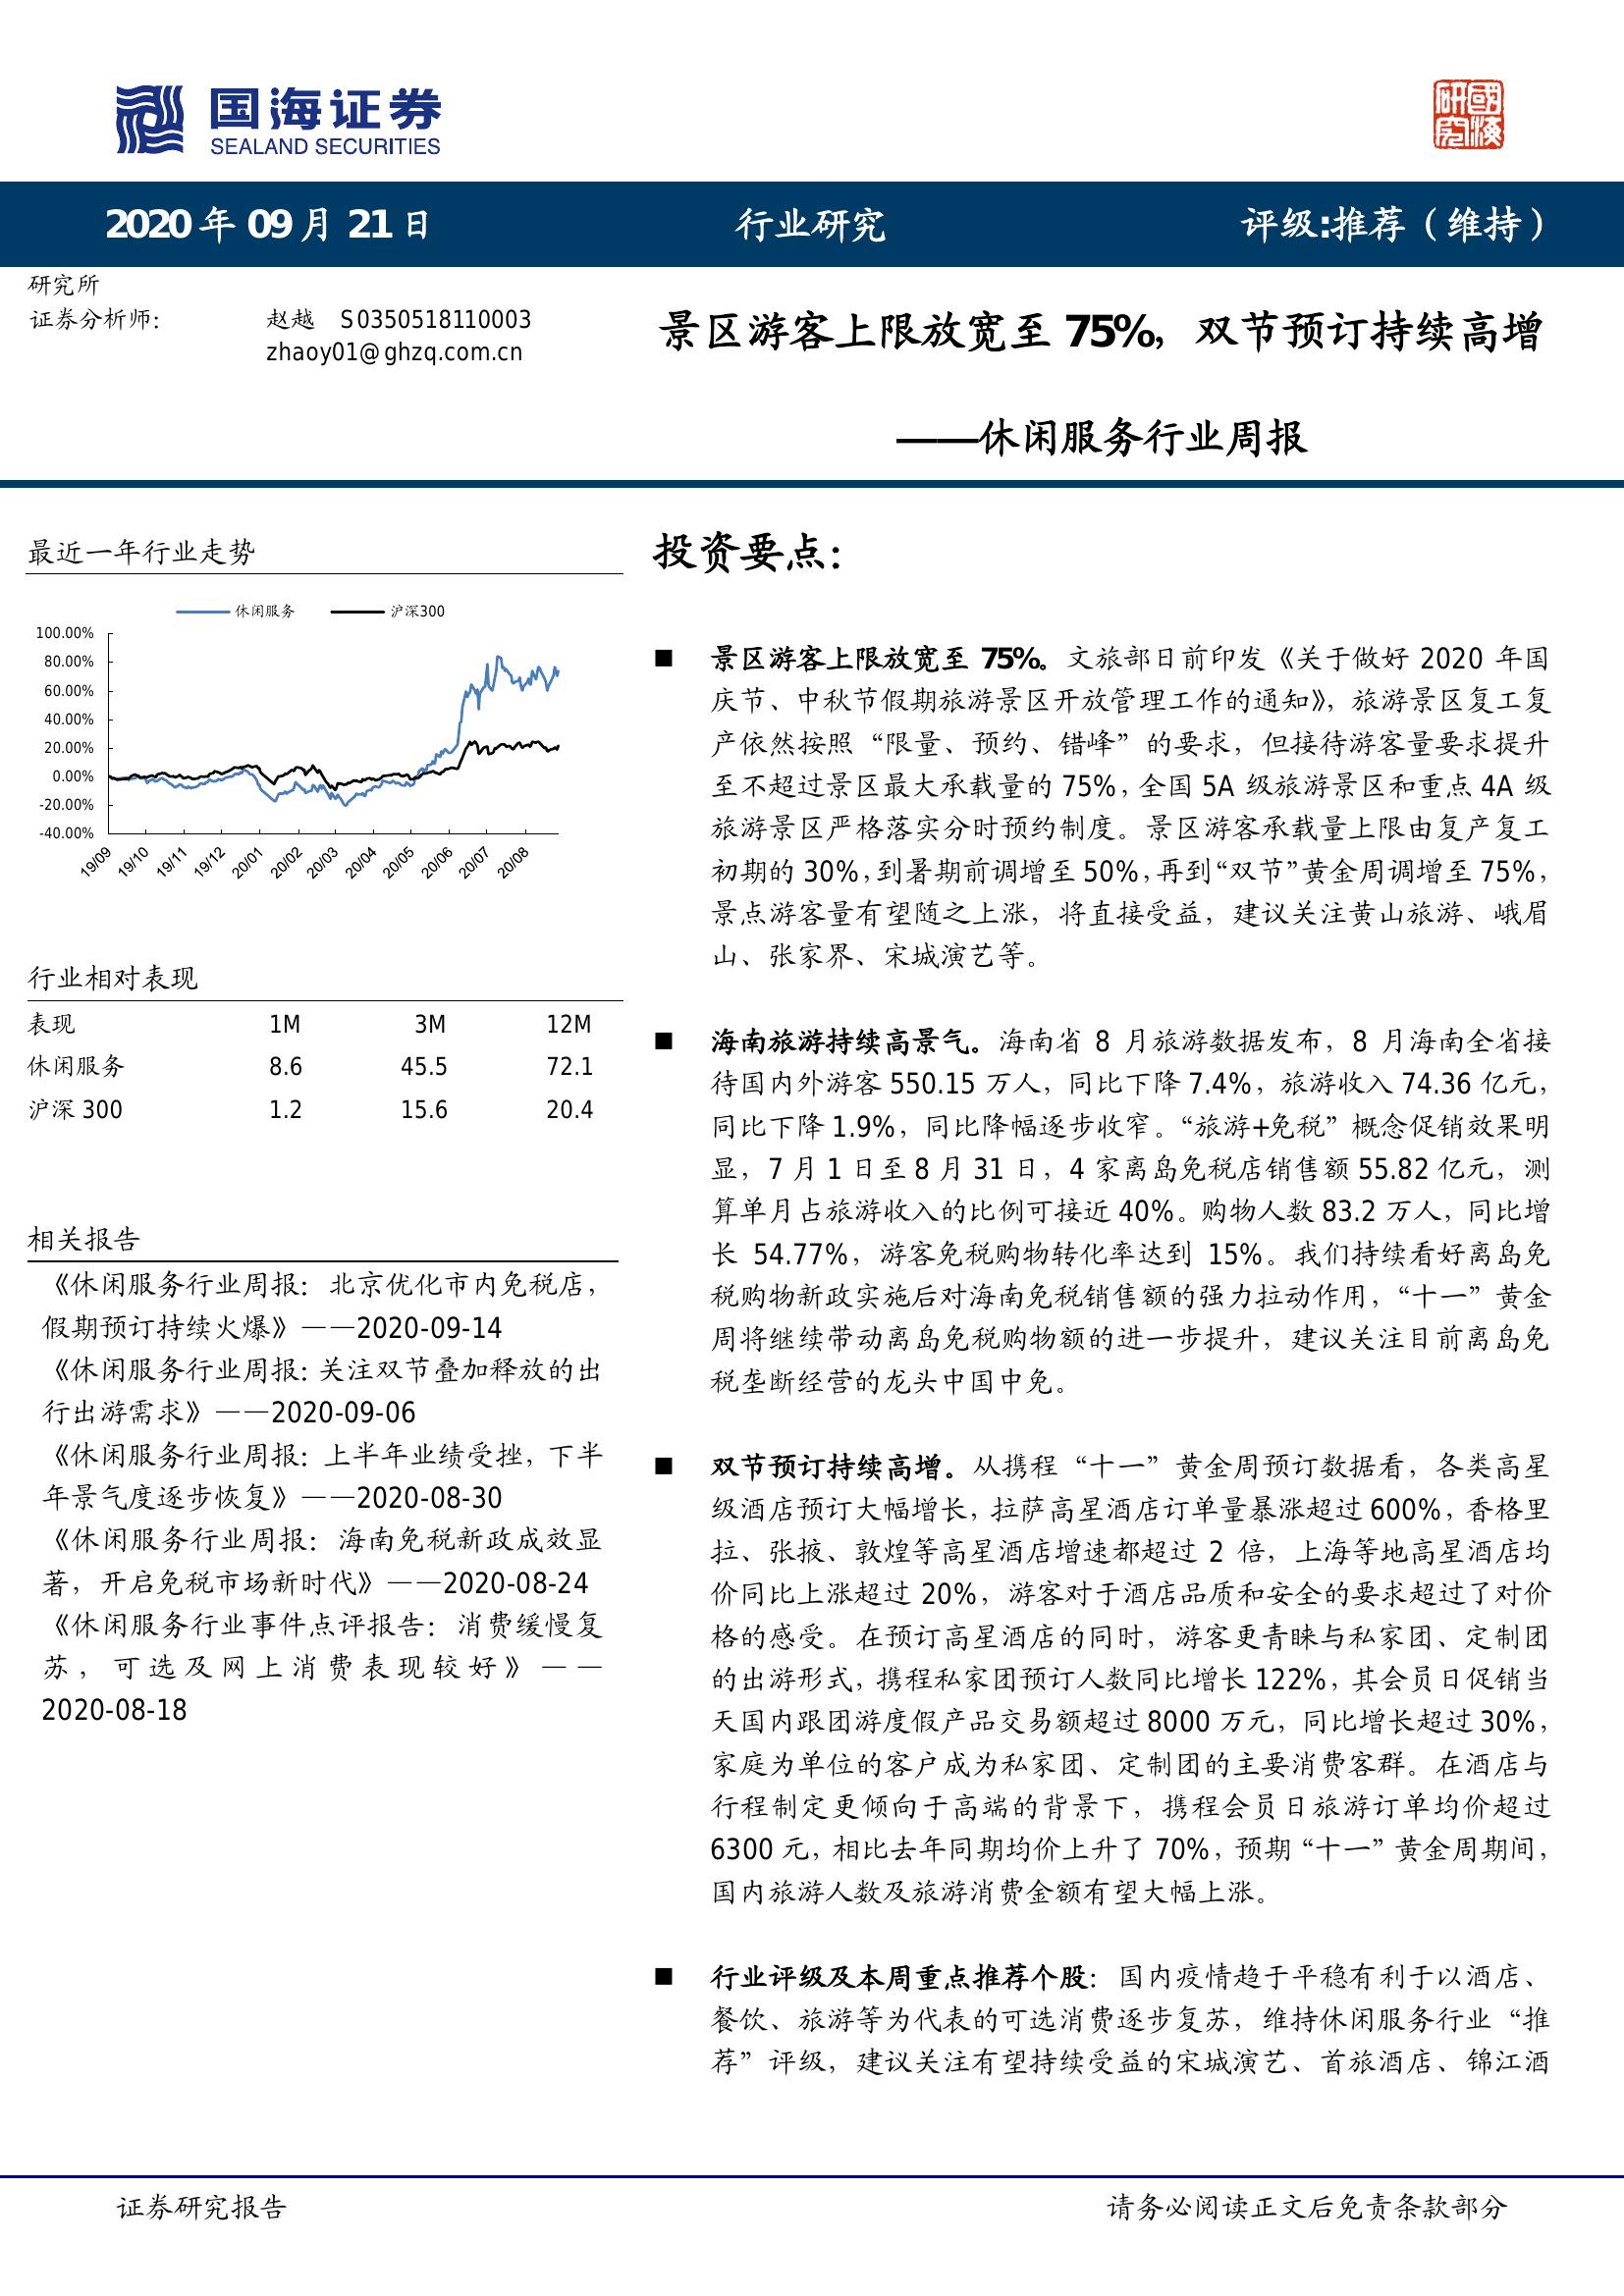 国海证券
SEALAND SECURITIES
國海
研究
2020 年 09 月 21 日
行业研究
评级:推荐（维持）
研究所
证券分析师： 赵越 S0350518110003
zhaoy01@ghzq.com.cn
景区游客上限放宽至 75%，双节预订持续高增
——休闲服务行业周报
最近一年行业走势
休闲服务 沪深300
100.00%
80.00%
60.00%
40.00%
20.00%
0.00%
-20.00%
-40.00%
19/09 19/10 19/11 19/12 20/01 20/02 20/03 20/04 20/05 20/06 20/07 20/08
行业相对表现
表现 1M 3M 12M
休闲服务 8.6 45.5 72.1
沪深 300 1.2 15.6 20.4
相关报告
《休闲服务行业周报：北京优化市内免税店，
假期预订持续火爆》——2020-09-14
《休闲服务行业周报：关注双节叠加释放的出
行出游需求》——2020-09-06
《休闲服务行业周报：上半年业绩受挫，下半
年景气度逐步恢复》——2020-08-30
《休闲服务行业周报：海南免税新政成效显
著，开启免税市场新时代》——2020-08-24
《休闲服务行业事件点评报告：消费缓慢复
苏，可选及网上消费表现较好》——
2020-08-18
投资要点：
■ 景区游客上限放宽至 75%。文旅部日前印发《关于做好 2020 年国
庆节、中秋节假期旅游景区开放管理工作的通知》，旅游景区复工复
产依然按照“限量、预约、错峰”的要求，但接待游客量要求提升
至不超过景区最大承载量的 75%，全国 5A 级旅游景区和重点 4A 级
旅游景区严格落实分时预约制度。景区游客承载量上限由复产复工
初期的 30%，到暑期前调增至 50%，再到“双节”黄金周调增至 75%，
景点游客量有望随之上涨，将直接受益，建议关注黄山旅游、峨眉
山、张家界、宋城演艺等。
■ 海南旅游持续高景气。海南省 8 月旅游数据发布，8 月海南全省接
待国内外游客 550.15 万人，同比下降 7.4%，旅游收入 74.36 亿元，
同比下降 1.9%，同比降幅逐步收窄。“旅游+免税”概念促销效果明
显，7 月 1 日至 8 月 31 日，4 家离岛免税店销售额 55.82 亿元，测
算单月占旅游收入的比例可接近 40%。购物人数 83.2 万人，同比增
长 54.77%，游客免税购物转化率达到 15%。我们持续看好离岛免
税购物新政实施后对海南免税销售额的强力拉动作用，“十一”黄金
周将继续带动离岛免税购物额的进一步提升，建议关注目前离岛免
税垄断经营的龙头中国中免。
■ 双节预订持续高增。从携程“十一”黄金周预订数据看，各类高星
级酒店预订大幅增长，拉萨高星酒店订单量暴涨超过 600%，香格里
拉、张掖、敦煌等高星酒店增速都超过 2 倍，上海等地高星酒店均
价同比上涨超过 20%，游客对于酒店品质和安全的要求超过了对价
格的感受。在预订高星酒店的同时，游客更青睐与私家团、定制团
的出游形式，携程私家团预订人数同比增长 122%，其会员日促销当
天国内跟团游度假产品交易额超过 8000 万元，同比增长超过 30%，
家庭为单位的客户成为私家团、定制团的主要消费客群。在酒店与
行程制定更倾向于高端的背景下，携程会员日旅游订单均价超过
6300 元，相比去年同期均价上升了 70%，预期“十一”黄金周期间，
国内旅游人数及旅游消费金额有望大幅上涨。
■ 行业评级及本周重点推荐个股：国内疫情趋于平稳有利于以酒店、
餐饮、旅游等为代表的可选消费逐步复苏，维持休闲服务行业“推
荐”评级，建议关注有望持续受益的宋城演艺、首旅酒店、锦江酒
证券研究报告
请务必阅读正文后免责条款部分